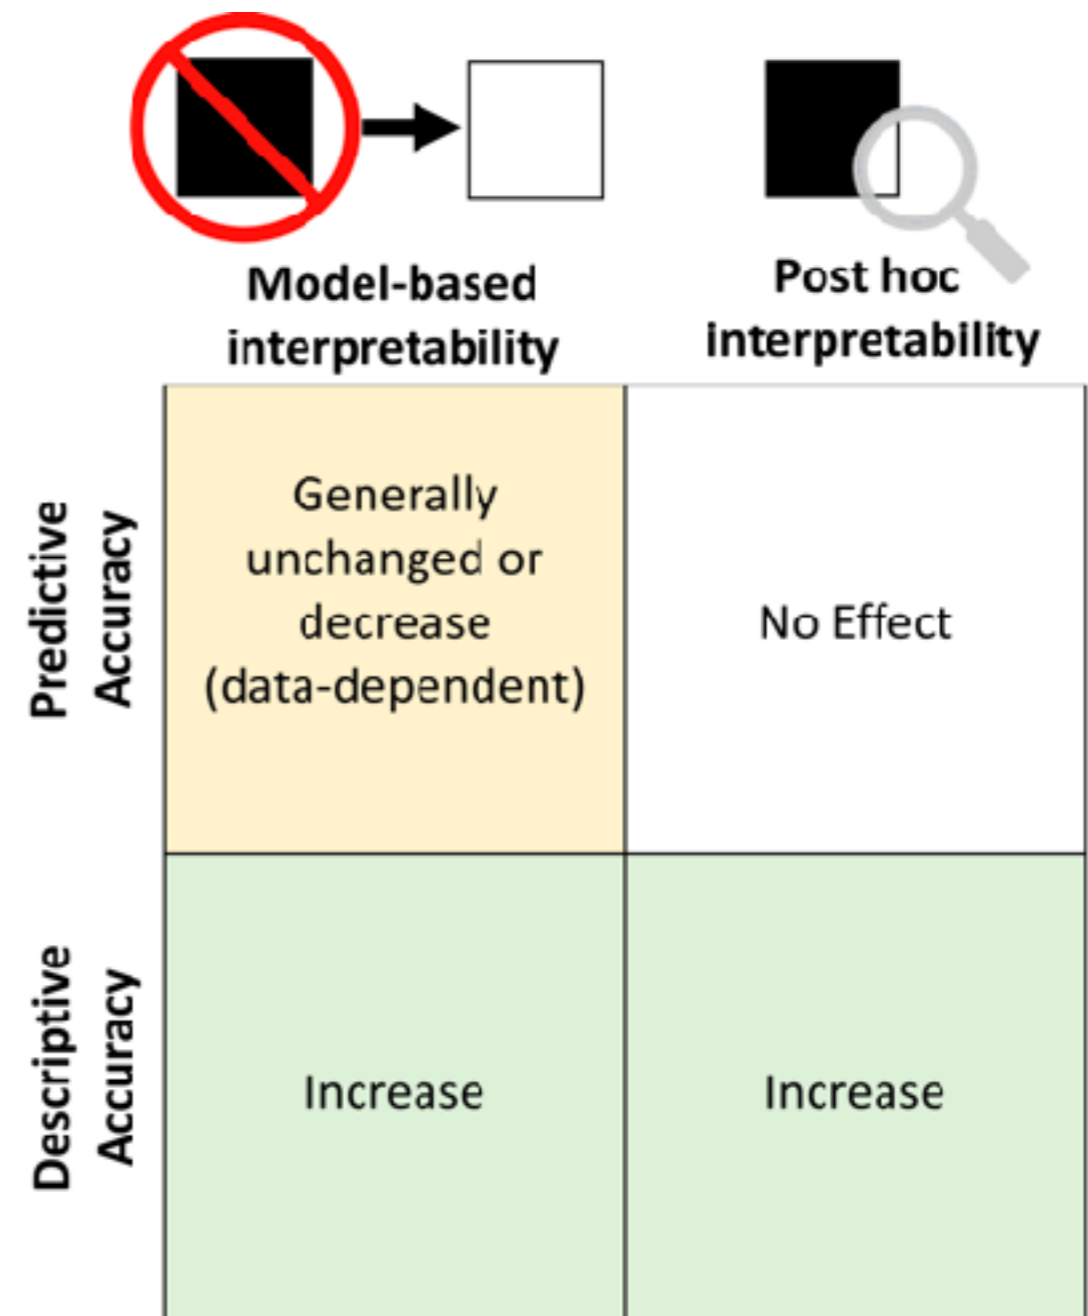 Model-based
interpretability
Post hoc
interpretability
Predictive
Accuracy
Generally
unchanged or
decrease
(data-dependent)
No Effect
Descriptive
Accuracy
Increase
Increase